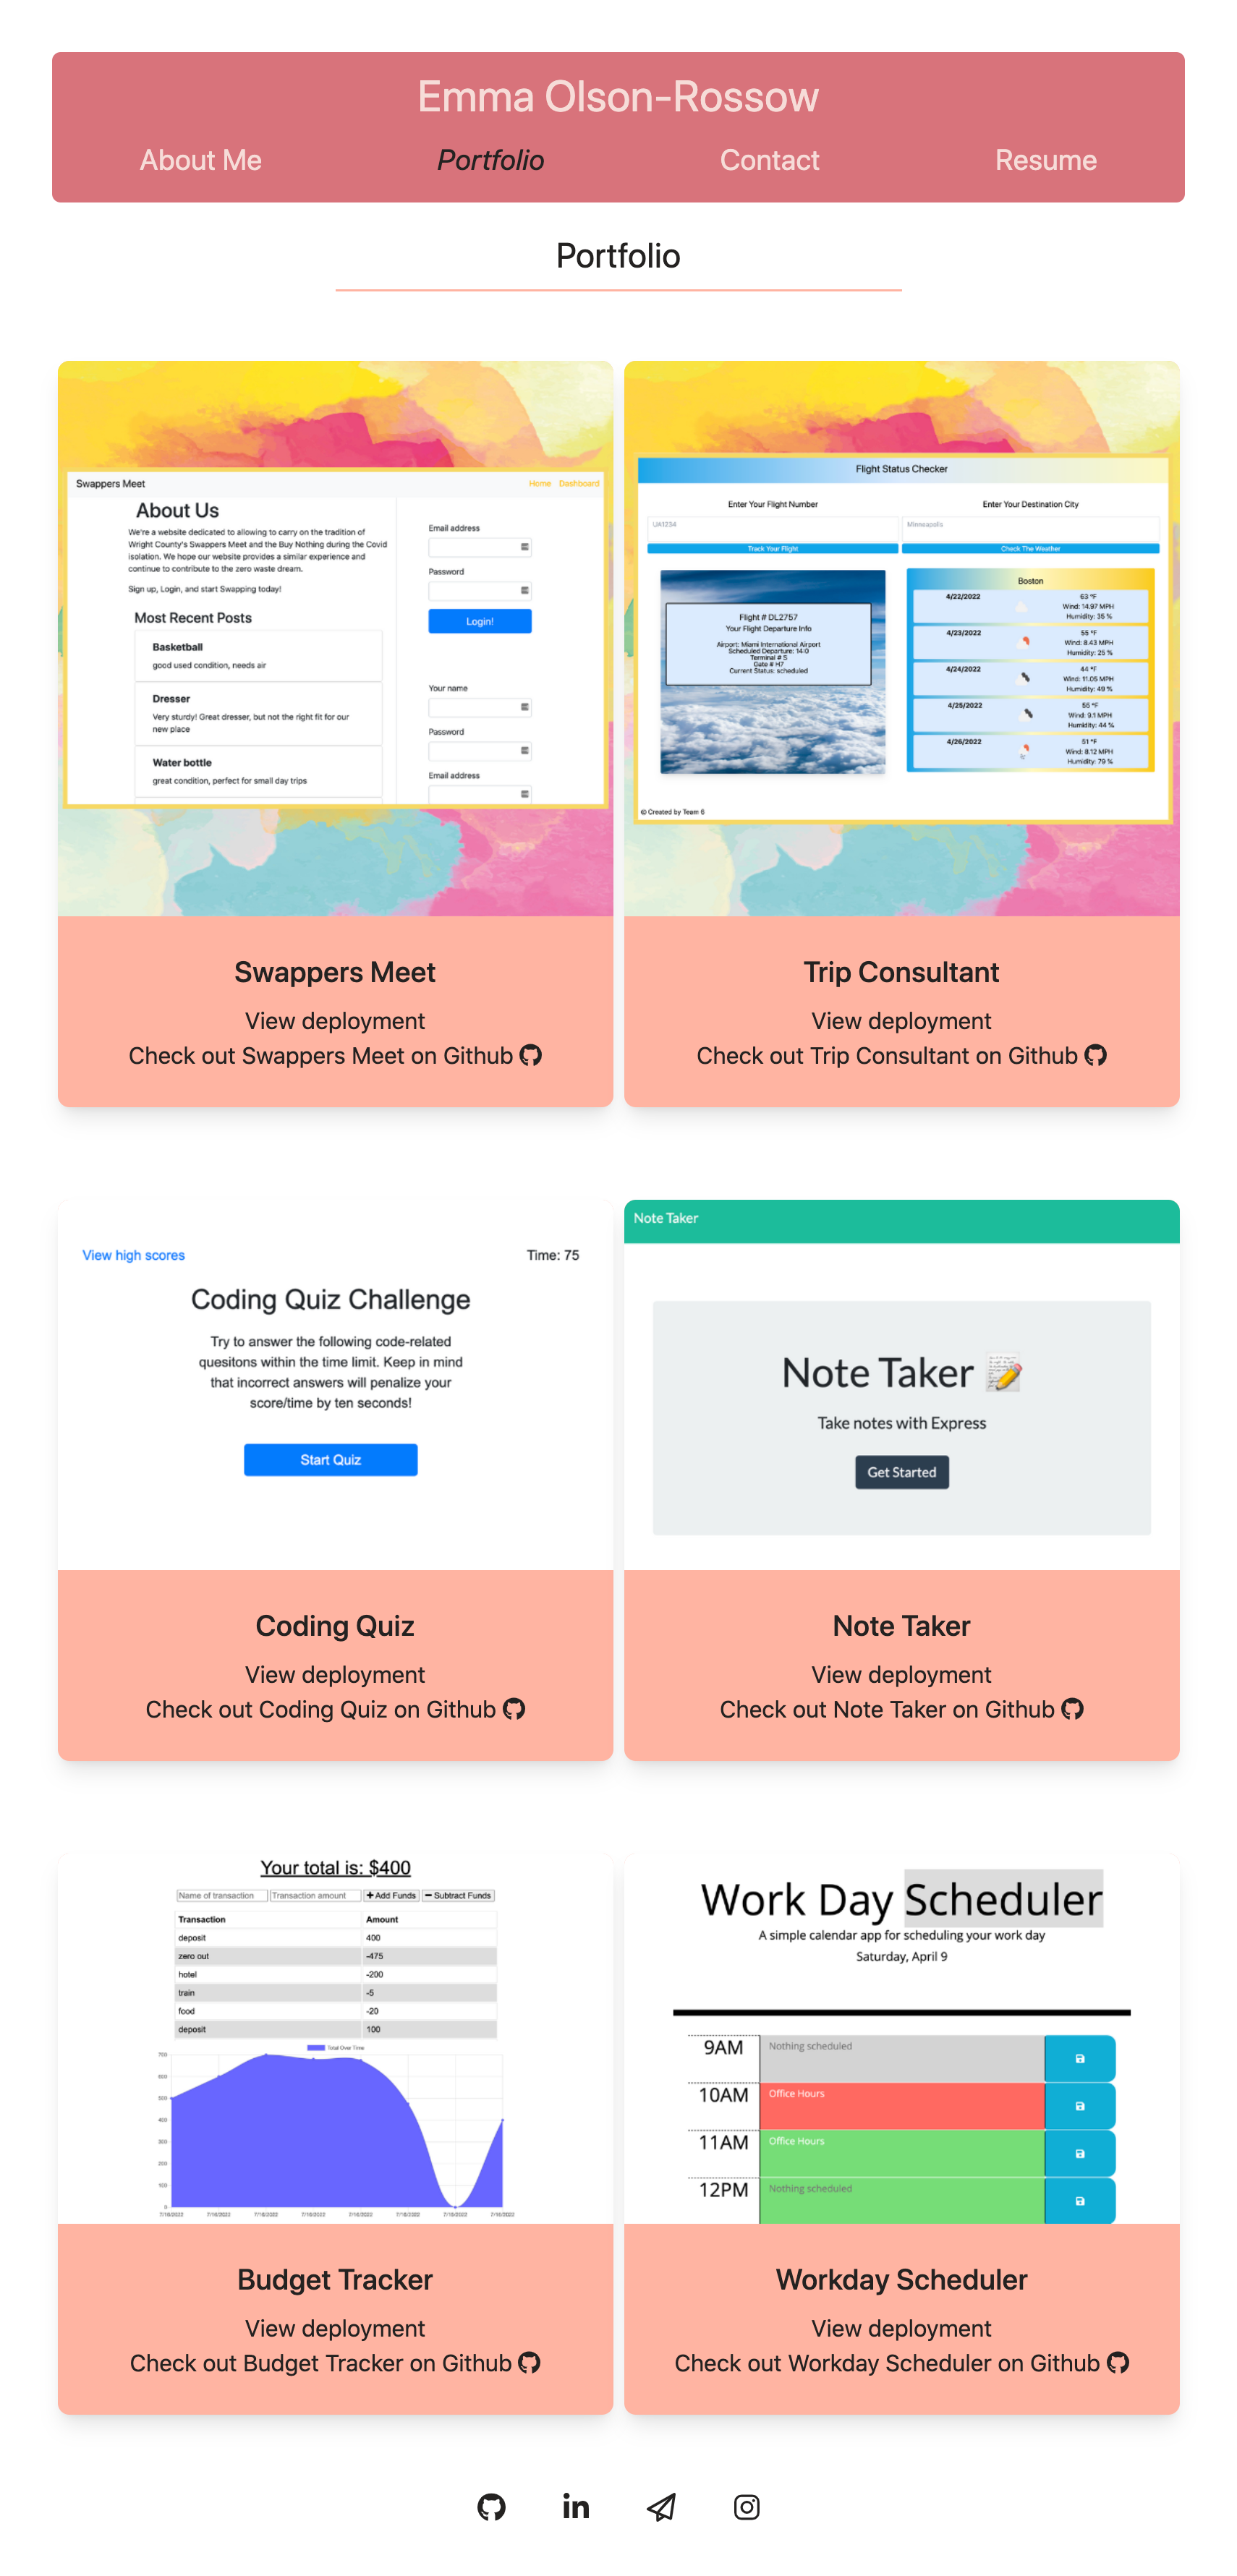 Emma Olson-Rossow
About Me
Portfolio
Contact
Resume
Portfolio
Swappers Meet
Home
Dashboard
About Us
We're a website dedicated to allowing to carry on the tradition of
Wright County's Swappers Meet and the Buy Nothing during the Covid
isolation. We hope our website provides a similar experience and
continue to contribute to the zero waste dream.
Sign up, Login, and start Swapping today!
Most Recent Posts
Basketball
good used condition, needs air
Dresser
Very sturdy! Great dresser, but not the right fit for our
new place
Water bottle
great condition, perfect for small day trips
Email address
Password
Login!
Your name
Password
Email address
Flight Status Checker
Enter Your Flight Number
Enter Your Destination City
UA1234
Minneapolis
Track Your Flight
Check The Weather
Flight # DL2757
Your Flight Departure Info
Airport: Miami International Airport
Scheduled Departure: 14:0
Terminal # S
Gate # H7
Current Status: scheduled
Boston
4/22/2022
63 °F
Wind: 14.97 MPH
Humidity: 35 %
4/23/2022
55 °F
Wind: 8.43 MPH
Humidity: 25 %
4/24/2022
44 °F
Wind: 11.05 MPH
Humidity: 49 %
4/25/2022
56 °F
Wind: 9.1 MPH
Humidity: 44 %
4/26/2022
51 °F
Wind: 8.12 MPH
Humidity: 79 %
© Created by Team 6
Swappers Meet
View deployment
Check out Swappers Meet on Github
Trip Consultant
View deployment
Check out Trip Consultant on Github
View high scores
Time: 75
Coding Quiz Challenge
Try to answer the following code-related
quesitons within the time limit. Keep in mind
that incorrect answers will penalize your
score/time by ten seconds!
Start Quiz
Note Taker
Note Taker
Take notes with Express
Get Started
Coding Quiz
View deployment
Check out Coding Quiz on Github
Note Taker
View deployment
Check out Note Taker on Github
Your total is: $400
Name of transaction
Transaction amount
Add Funds
Subtract Funds
Transaction Amount
deposit 400
zero out -475
hotel -200
train -5
food -20
deposit 100
Total Over Time
700
600
500
400
300
200
100
0
Work Day Scheduler
A simple calendar app for scheduling your work day
Saturday, April 9
9AM Nothing scheduled
10AM Office Hours
11AM Office Hours
12PM Nothing scheduled
Budget Tracker
View deployment
Check out Budget Tracker on Github
Workday Scheduler
View deployment
Check out Workday Scheduler on Github
in